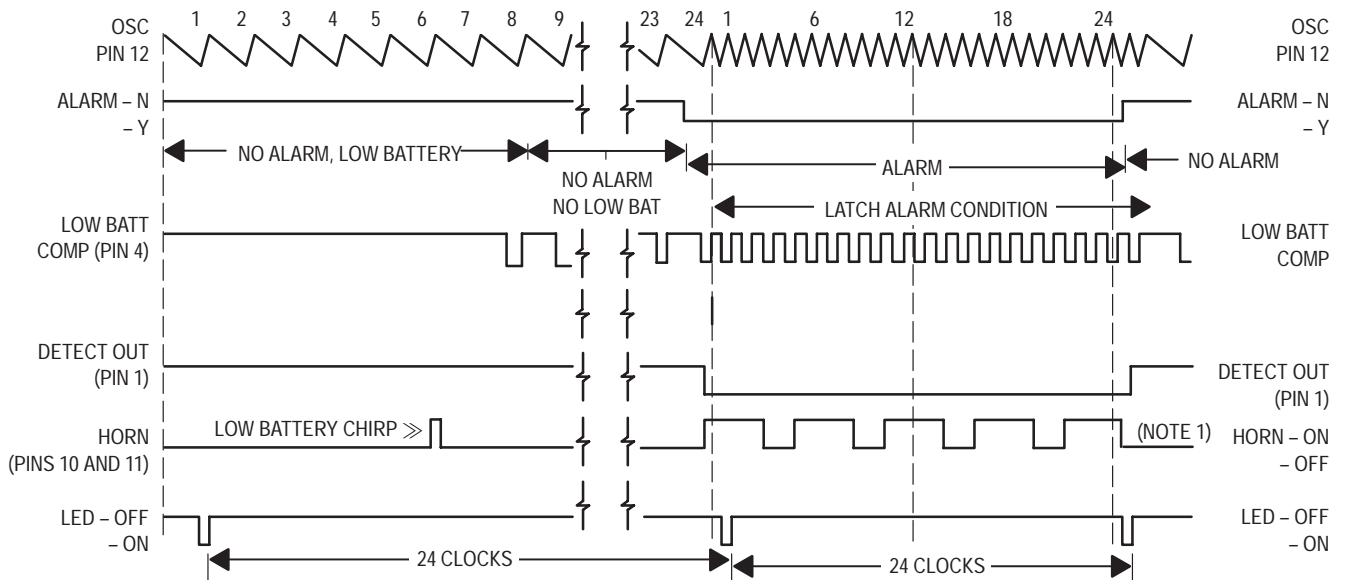 1 2 3 4 5 6 7 8 9 23 24 1 6 12 18 24
OSC
PIN 12
OSC
PIN 12
ALARM – N
– Y
ALARM – N
– Y
NO ALARM, LOW BATTERY
NO ALARM
NO LOW BAT
ALARM
NO ALARM
LATCH ALARM CONDITION
LOW BATT
COMP (PIN 4)
LOW BATT
COMP
DETECT OUT
(PIN 1)
DETECT OUT
(PIN 1)
HORN
(PINS 10 AND 11)
LOW BATTERY CHIRP ≫
(NOTE 1)
HORN – ON
– OFF
LED – OFF
– ON
LED – OFF
– ON
24 CLOCKS
24 CLOCKS